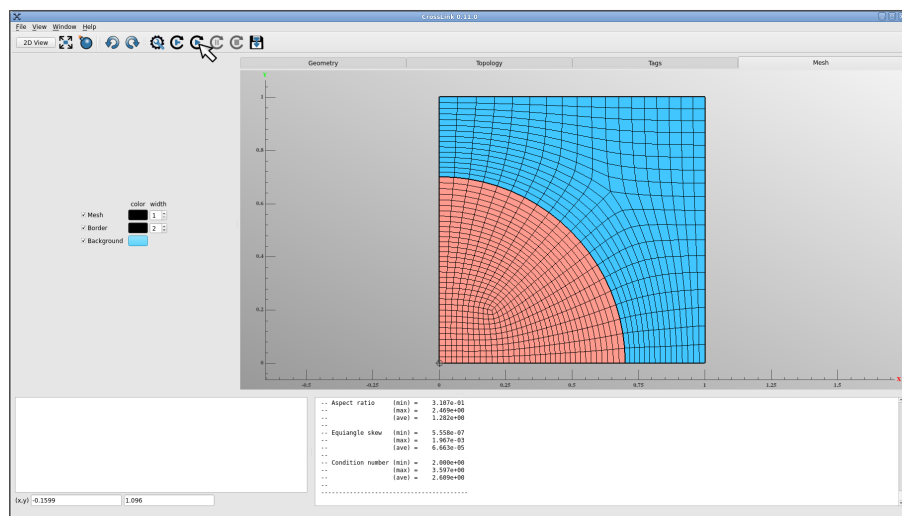 CrossLink 0.11.0
File View Window Help
2D View
Geometry Topology Tags Mesh
Y
1
0.8
0.6
0.4
0.2
0
-0.5 -0.25 0 0.25 0.5 0.75 1 1.25 1.5 X
color width
Mesh 1
Border 2
Background
-- Aspect ratio (min) = 3.107e-01
-- (max) = 2.469e+00
-- (ave) = 1.282e+00
--
-- Equiangle skew (min) = 5.558e-07
-- (max) = 1.967e-03
-- (ave) = 6.663e-05
--
-- Condition number (min) = 2.000e+00
-- (max) = 3.597e+00
-- (ave) = 2.609e+00
--
-----------------------------------------
(x,y) -0.1599 1.096